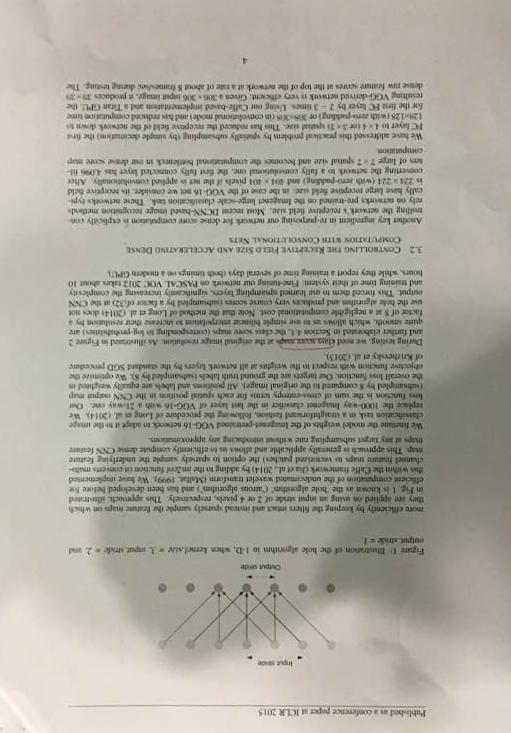 Published as a conference paper at ICLR 2015
Input stride
Output stride
Figure 1: Illustration of the hole algorithm in 1-D, when kernel size = 3, input stride = 2, and
output stride = 1.
more efficiently by keeping the filters intact and instead sparsely sample the feature maps on which
they are applied on using an input stride of 2 or 4 pixels, respectively. This approach, illustrated
in Fig. 1 is known as the 'hole algorithm' ('atrous algorithm') and has been developed before for
efficient computation of the undecimated wavelet transform (Mallat, 1999). We have implemented
this within the Caffe framework (Jia et al., 2014) by adding to the im2col function (it converts multi-
channel feature maps to vectorized patches) the option to sparsely sample the underlying feature
map. This approach is generally applicable and allows us to efficiently compute dense CNN feature
maps at any target subsampling rate without introducing any approximations.
We finetune the model weights of the Imagenet-pretrained VGG-16 network to adapt it to the image
classification task in a straightforward fashion, following the procedure of Long et al. (2014). We
replace the 1000-way Imagenet classifier in the last layer of VGG-16 with a 21-way one. Our
loss function is the sum of cross-entropy terms for each spatial position in the CNN output map
(subsampled by 8 compared to the original image). All positions and labels are equally weighted in
the overall loss function. Our targets are the ground truth labels (subsampled by 8). We optimize the
objective function with respect to the weights at all network layers by the standard SGD procedure
of Krizhevsky et al. (2013).
During testing, we need class score maps at the original image resolution. As illustrated in Figure 2
and further elaborated in Section 4.1, the class score maps (corresponding to log-probabilities) are
quite smooth, which allows us to use simple bilinear interpolation to increase their resolution by a
factor of 8 at a negligible computational cost. Note that the method of Long et al. (2014) does not
use the hole algorithm and produces very coarse scores (subsampled by a factor of 32) at the CNN
output. This forced them to use learned upsampling layers, significantly increasing the complexity
and training time of their system: Fine-tuning our network on PASCAL VOC 2012 takes about 10
hours, while they report a training time of several days (both timings on a modern GPU).
3.2 CONTROLLING THE RECEPTIVE FIELD SIZE AND ACCELERATING DENSE
COMPUTATION WITH CONVOLUTIONAL NETS
Another key ingredient in re-purposing our network for dense score computation is explicitly con-
trolling the network's receptive field size. Most recent DCNN-based image recognition methods
rely on networks pre-trained on the Imagenet large-scale classification task. These networks typi-
cally have large receptive field size: in the case of the VGG-16 net we consider, its receptive field
is 224 × 224 (with zero-padding) and 404 × 404 pixels if the net is applied convolutionally. After
converting the network to a fully convolutional one, the first fully connected layer has 4,096 fil-
ters of large 7 × 7 spatial size and becomes the computational bottleneck in our dense score map
computation.
We have addressed this practical problem by spatially subsampling (by simple decimation) the first
FC layer to 4×4 (or 3×3) spatial size. This has reduced the receptive field of the network down to
128×128 (with zero-padding) or 308×308 (in convolutional mode) and has reduced computation time
for the first FC layer by 2 − 3 times. Using our Caffe-based implementation and a Titan GPU, the
resulting VGG-derived network is very efficient: Given a 306×306 input image, it produces 39×39
dense raw feature scores at the top of the network at a rate of about 8 frames/sec during testing. The
4